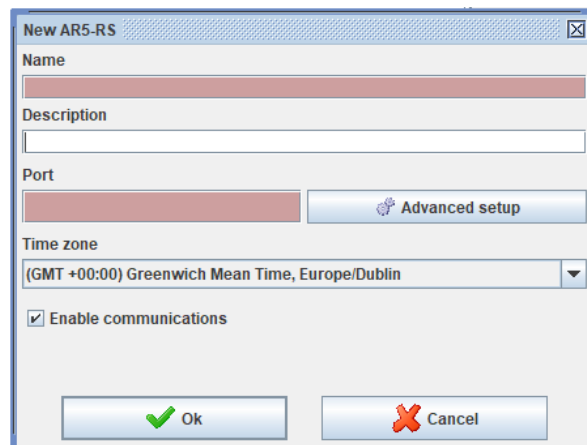 New AR5-RS
Name
Description
Port
Advanced setup
Time zone
(GMT +00:00) Greenwich Mean Time, Europe/Dublin
Enable communications
Ok
Cancel